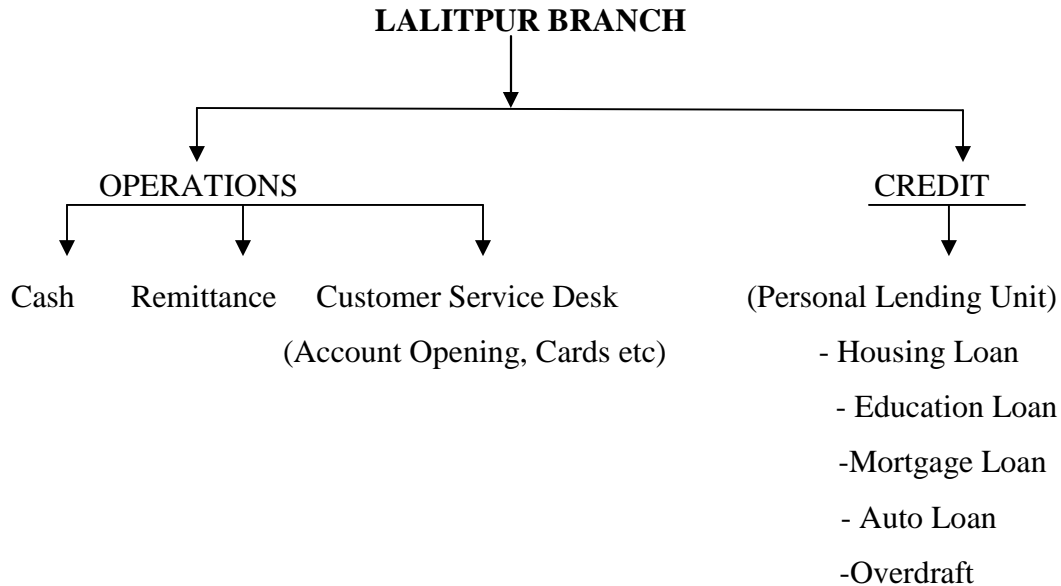 LALITPUR BRANCH
OPERATIONS CREDIT
Cash Remittance Customer Service Desk (Personal Lending Unit)
(Account Opening, Cards etc) - Housing Loan
- Education Loan
-Mortgage Loan
- Auto Loan
-Overdraft